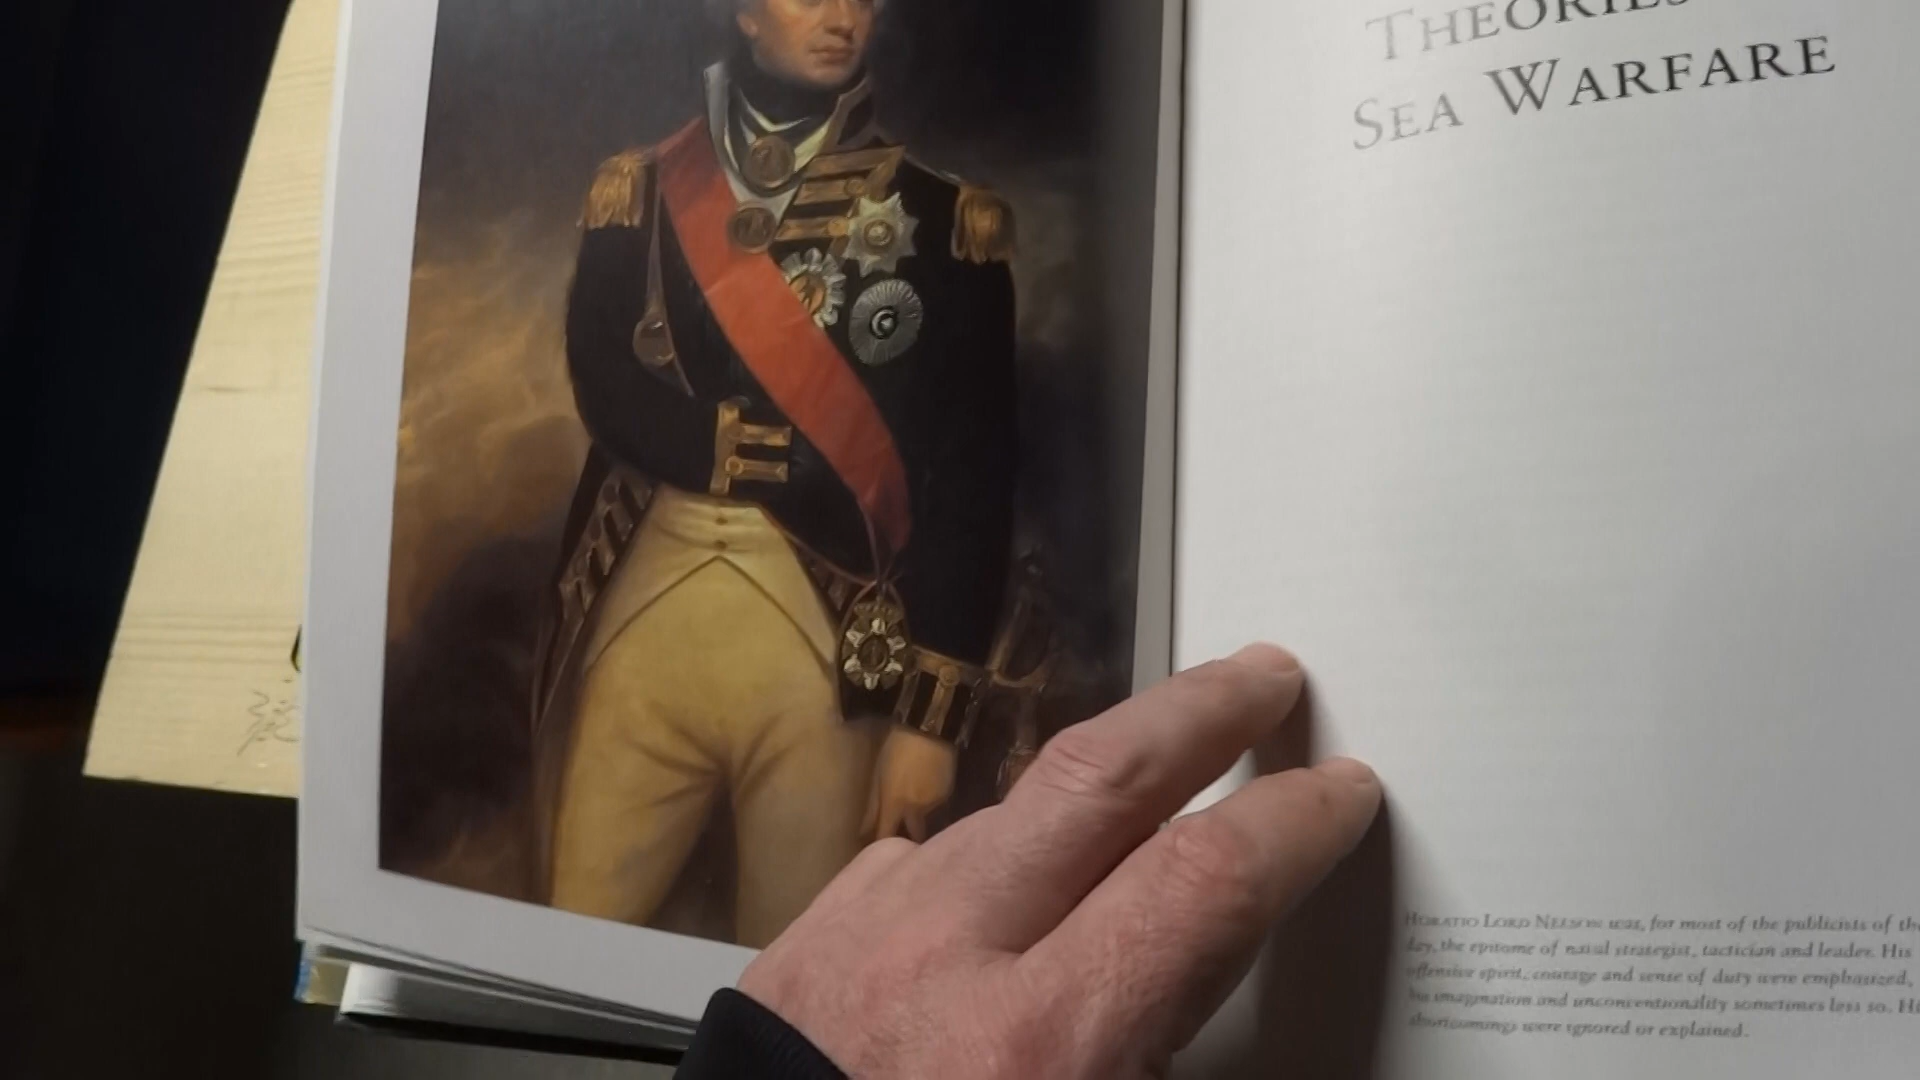 THEORIES
SEA WARFARE
HORATIO LORD NELSON was, for most of the publicists of the
day, the epitome of naval strategist, tactician and leader. His
offensive spirit, courage and sense of duty were emphasized,
his imagination and unconventionality sometimes less so. His
shortcomings were ignored or explained.